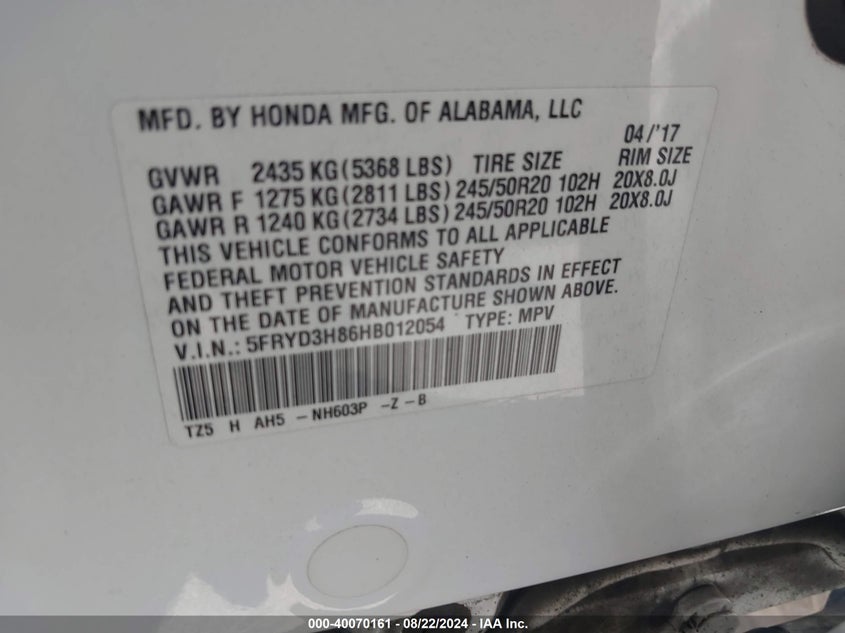 MFD. BY HONDA MFG. OF ALABAMA, LLC
04/'17
GVWR 2435 KG(5368 LBS) TIRE SIZE RIM SIZE
GAWR F 1275 KG(2811 LBS) 245/50R20 102H 20X8.0J
GAWR R 1240 KG(2734 LBS) 245/50R20 102H 20X8.0J
THIS VEHICLE CONFORMS TO ALL APPLICABLE
FEDERAL MOTOR VEHICLE SAFETY
AND THEFT PREVENTION STANDARDS IN EFFECT
ON THE DATE OF MANUFACTURE SHOWN ABOVE.
V.I.N.: 5FRYD3H86HB012054 TYPE: MPV
TZ5 H AH5 - NH603P - Z - B
000-40070161 - 08/22/2024 - IAA Inc.